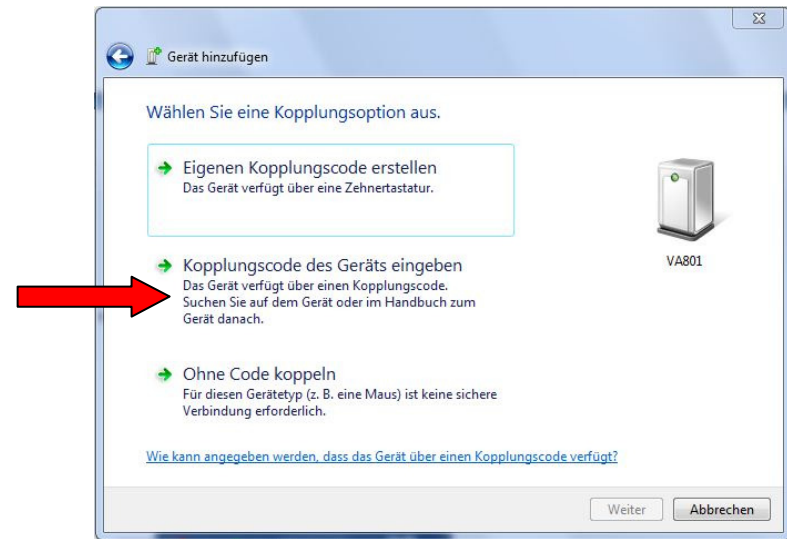 Gerät hinzufügen
Wählen Sie eine Kopplungsoption aus.
Eigenen Kopplungscode erstellen
Das Gerät verfügt über eine Zehnertastatur.
Kopplungscode des Geräts eingeben
Das Gerät verfügt über einen Kopplungscode.
Suchen Sie auf dem Gerät oder im Handbuch zum
Gerät danach.
VA801
Ohne Code koppeln
Für diesen Gerätetyp (z. B. eine Maus) ist keine sichere
Verbindung erforderlich.
Wie kann angegeben werden, dass das Gerät über einen Kopplungscode verfügt?
Weiter
Abbrechen